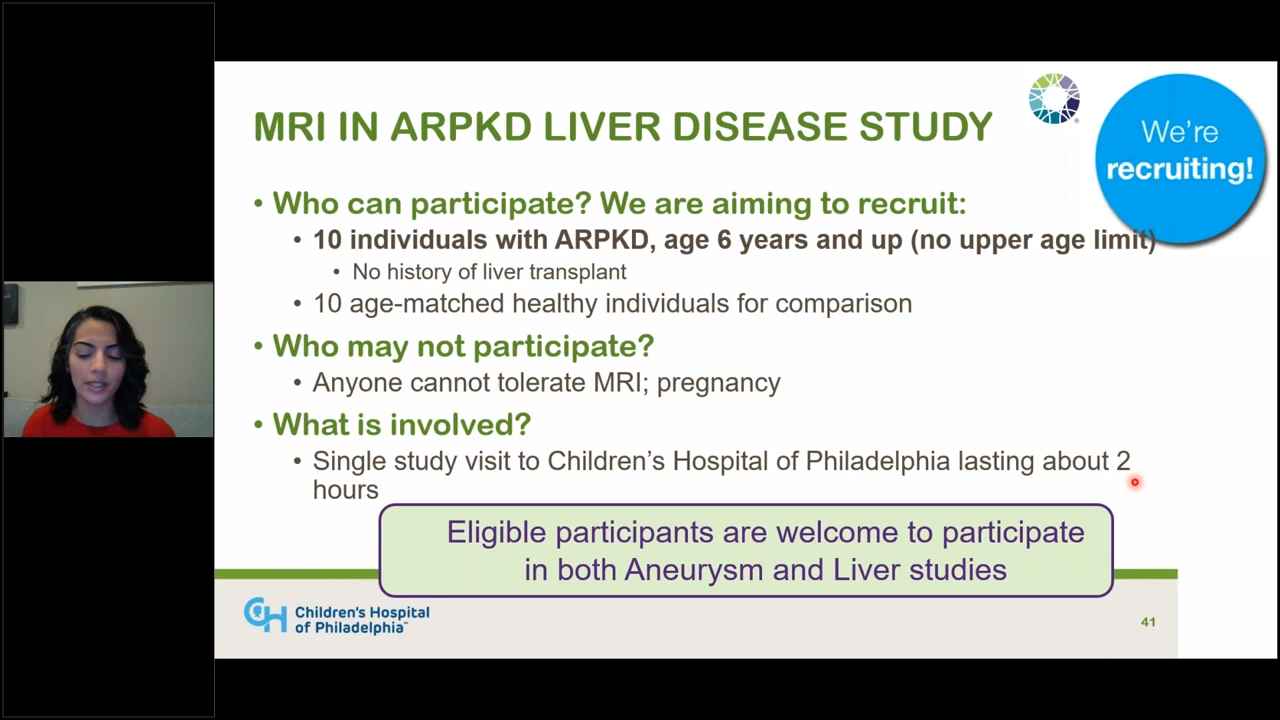 MRI IN ARPKD LIVER DISEASE STUDY
We're
recruiting!
• Who can participate? We are aiming to recruit:
• 10 individuals with ARPKD, age 6 years and up (no upper age limit)
• No history of liver transplant
• 10 age-matched healthy individuals for comparison
• Who may not participate?
• Anyone cannot tolerate MRI; pregnancy
• What is involved?
• Single study visit to Children's Hospital of Philadelphia lasting about 2
hours
Eligible participants are welcome to participate
in both Aneurysm and Liver studies
CH Children's Hospital
of Philadelphia
41